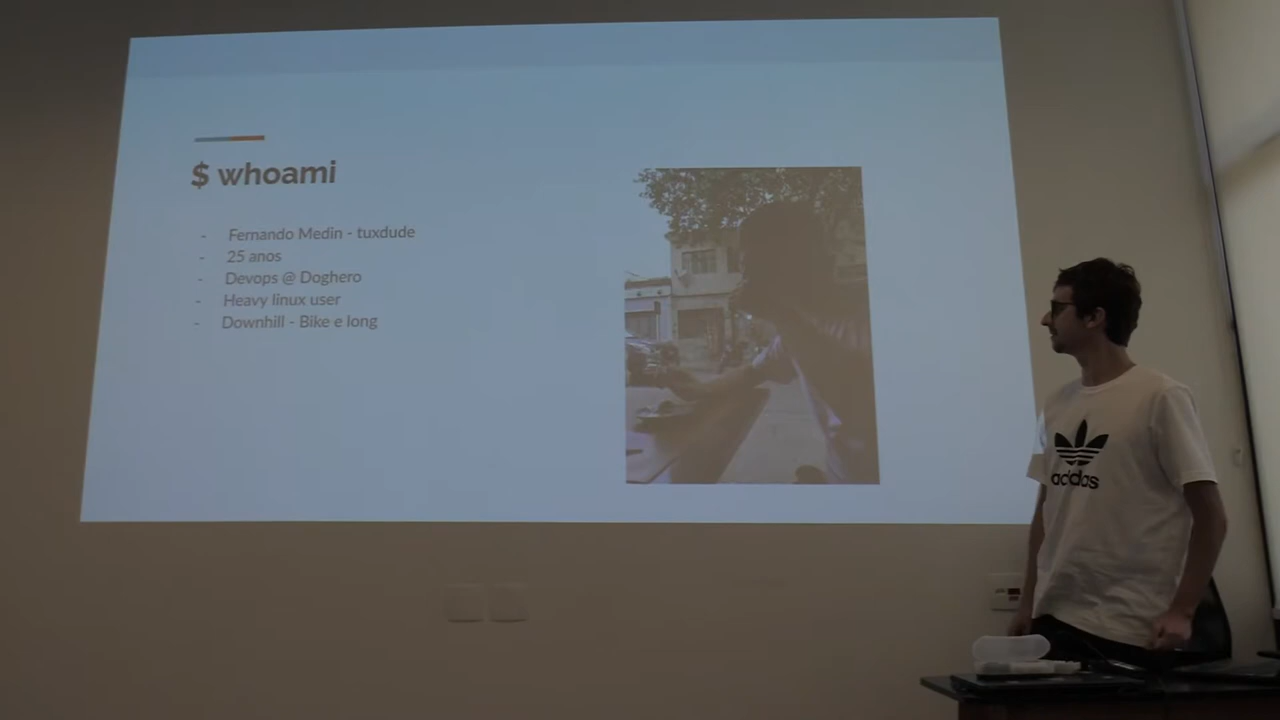 $ whoami
- Fernando Medin - tuxdude
- 25 anos
- Devops @ Doghero
- Heavy linux user
- Downhill - Bike e long
adidas